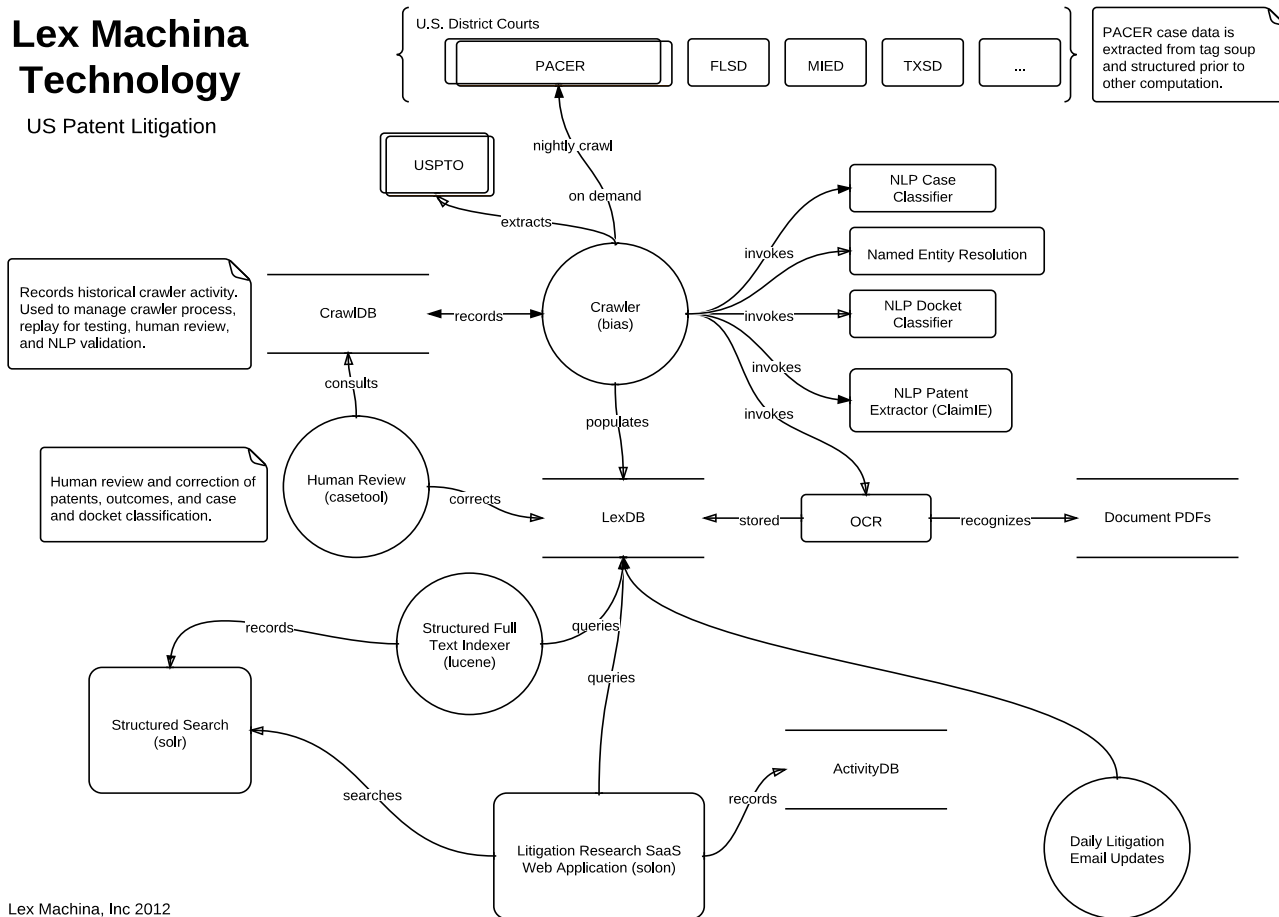 Lex Machina
Technology
US Patent Litigation
U.S. District Courts
PACER
FLSD
MIED
TXSD
...
PACER case data is
extracted from tag soup
and structured prior to
other computation.
nightly crawl
on demand
USPTO
extracts
NLP Case
Classifier
invokes
Named Entity Resolution
Records historical crawler activity.
Used to manage crawler process,
replay for testing, human review,
and NLP validation.
CrawlDB
records
Crawler
(bias)
invokes
NLP Docket
Classifier
consults
invokes
NLP Patent
Extractor (ClaimIE)
populates
invokes
Human review and correction of
patents, outcomes, and case
and docket classification.
Human Review
(casetool)
corrects
LexDB
stored
OCR
recognizes
Document PDFs
records
Structured Full
Text Indexer
(lucene)
queries
queries
Structured Search
(solr)
searches
ActivityDB
records
Litigation Research SaaS
Web Application (solon)
Daily Litigation
Email Updates
Lex Machina, Inc 2012